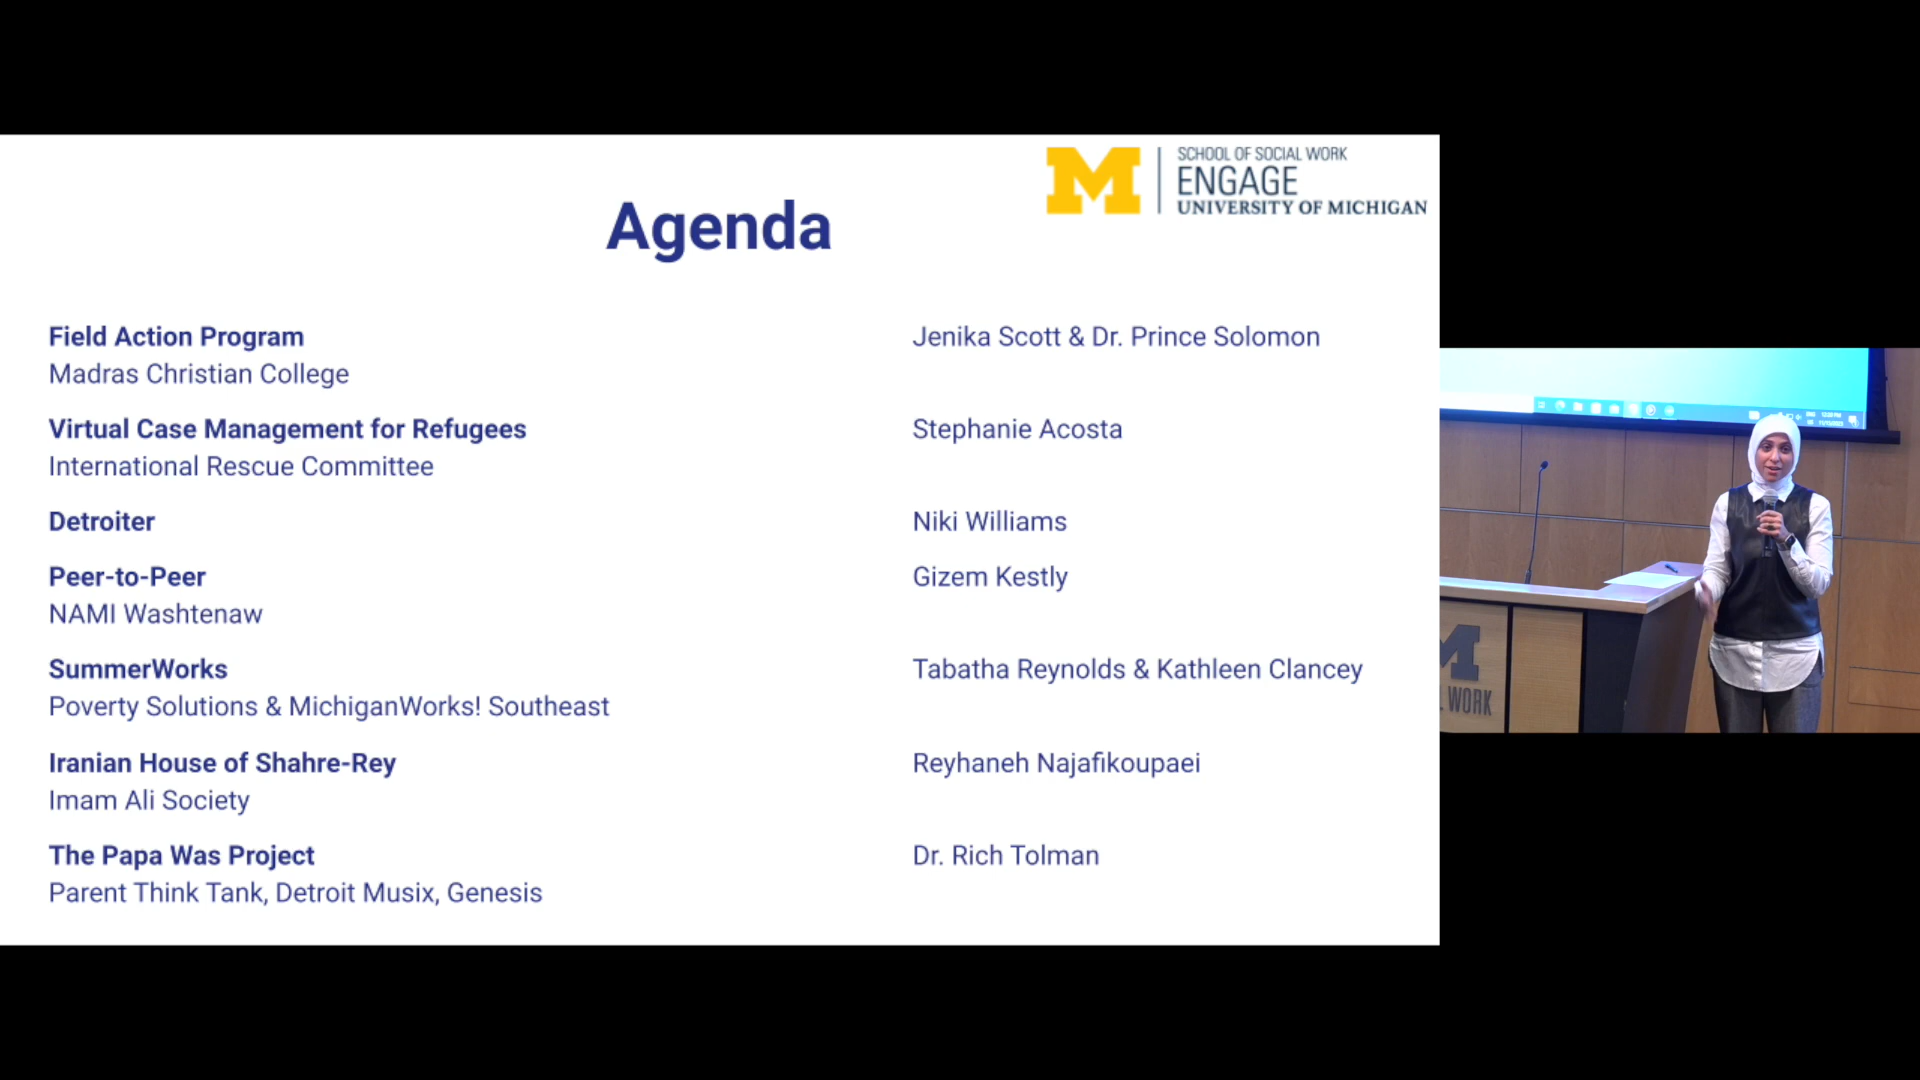 SCHOOL OF SOCIAL WORK
ENGAGE
UNIVERSITY OF MICHIGAN
Agenda
Field Action Program Jenika Scott & Dr. Prince Solomon
Madras Christian College
Virtual Case Management for Refugees Stephanie Acosta
International Rescue Committee
Detroiter Niki Williams
Peer-to-Peer Gizem Kestly
NAMI Washtenaw
SummerWorks Tabatha Reynolds & Kathleen Clancey
Poverty Solutions & MichiganWorks! Southeast
Iranian House of Shahre-Rey Reyhaneh Najafikoupaei
Imam Ali Society
The Papa Was Project Dr. Rich Tolman
Parent Think Tank, Detroit Musix, Genesis
WORK